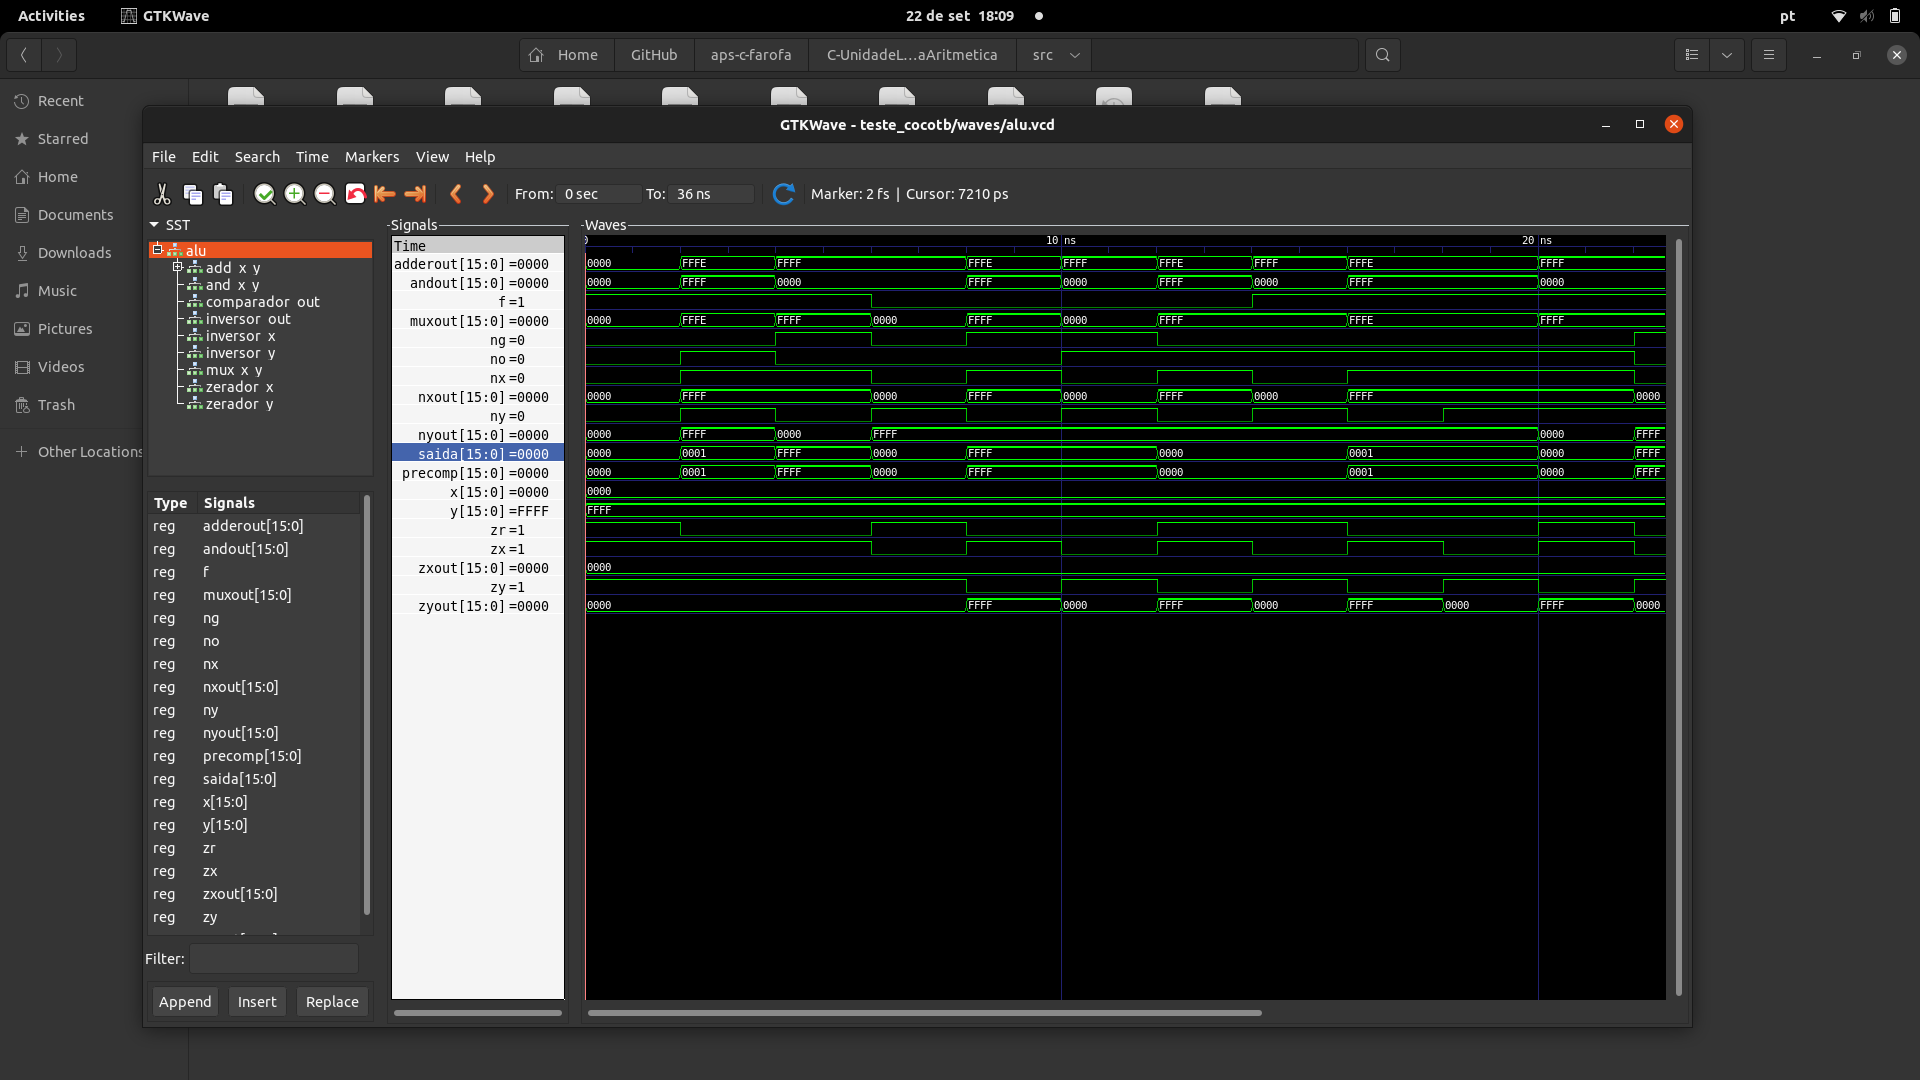 Activities GTKWave 22 de set 18:09 pt
Home GitHub aps-c-farofa C-UnidadeL…aAritmetica src
Recent
Starred
Home
Documents
Downloads
Music
Pictures
Videos
Trash
Other Locations
GTKWave - teste_cocotb/waves/alu.vcd
File Edit Search Time Markers View Help
From: 0 sec To: 36 ns Marker: 2 fs | Cursor: 7210 ps
SST
alu
add_x_y
and_x_y
comparador_out
inversor_out
inversor_x
inversor_y
mux_x_y
zerador_x
zerador_y
Type Signals
reg adderout[15:0]
reg andout[15:0]
reg f
reg muxout[15:0]
reg ng
reg no
reg nx
reg nxout[15:0]
reg ny
reg nyout[15:0]
reg precomp[15:0]
reg saida[15:0]
reg x[15:0]
reg y[15:0]
reg zr
reg zx
reg zxout[15:0]
reg zy
Filter:
Append Insert Replace
Signals
Time
adderout[15:0] =0000
andout[15:0] =0000
f =1
muxout[15:0] =0000
ng =0
no =0
nx =0
nxout[15:0] =0000
ny =0
nyout[15:0] =0000
saida[15:0] =0000
precomp[15:0] =0000
x[15:0] =0000
y[15:0] =FFFF
zr =1
zx =1
zxout[15:0] =0000
zy =1
zyout[15:0] =0000
Waves
0 10 ns 20 ns
0000 FFFE FFFF FFFE FFFF FFFE FFFF FFFE FFFF
0000 FFFF 0000 FFFF 0000 FFFF 0000 FFFF 0000
0000 FFFE FFFF 0000 FFFF 0000 FFFF FFFE FFFF
0000 FFFF 0000 FFFF 0000 FFFF 0000 FFFF 0000
0000 FFFF 0000 FFFF 0000 FFFF
0000 0001 FFFF 0000 FFFF 0000 0001 0000 FFFF
0000 0001 FFFF 0000 FFFF 0000 0001 0000 FFFF
0000
FFFF
0000
0000 FFFF 0000 FFFF 0000 FFFF 0000 FFFF 0000